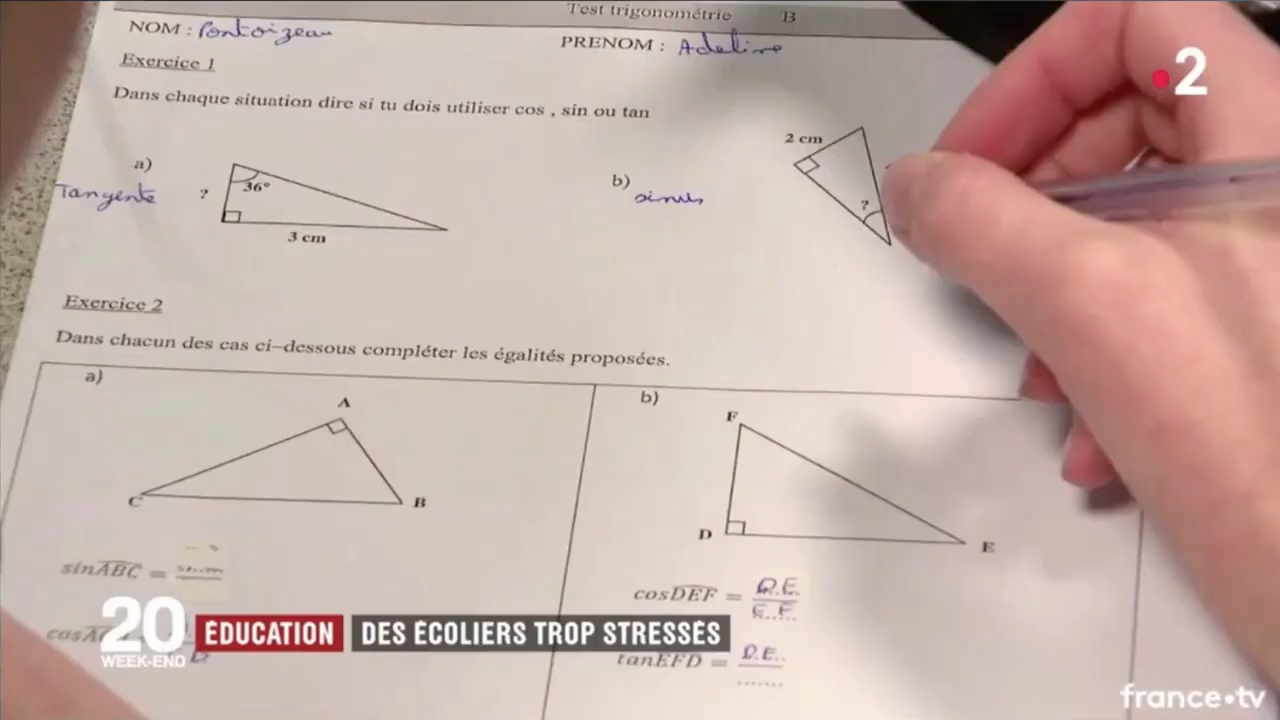 Test trigonométrie B
NOM : Pontoizeau PRENOM : Adeline
Exercice 1
Dans chaque situation dire si tu dois utiliser cos , sin ou tan
a) Tangente
? 36° 3 cm
b) sinus
2 cm ?
Exercice 2
Dans chacun des cas ci-dessous compléter les égalités proposées.
a)
A
C B
sinABC =
b)
F
D E
cosDEF = D.E. / E.F.
tanEFD = D.E..
2
20 WEEK-END
ÉDUCATION DES ÉCOLIERS TROP STRESSÉS
france•tv